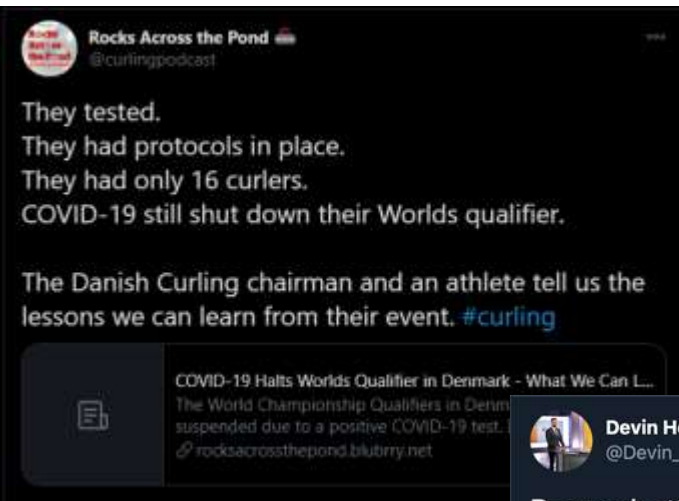 Rocks Across the Pond
@curlingpodcast
They tested.
They had protocols in place.
They had only 16 curlers.
COVID-19 still shut down their Worlds qualifier.
The Danish Curling chairman and an athlete tell us the
lessons we can learn from their event. #curling
COVID-19 Halts Worlds Qualifier in Denmark - What We Can L...
The World Championship Qualifiers in Denm
suspended due to a positive COVID-19 test.
rocksacrossthepond.blubrry.net
Devin He
@Devin_